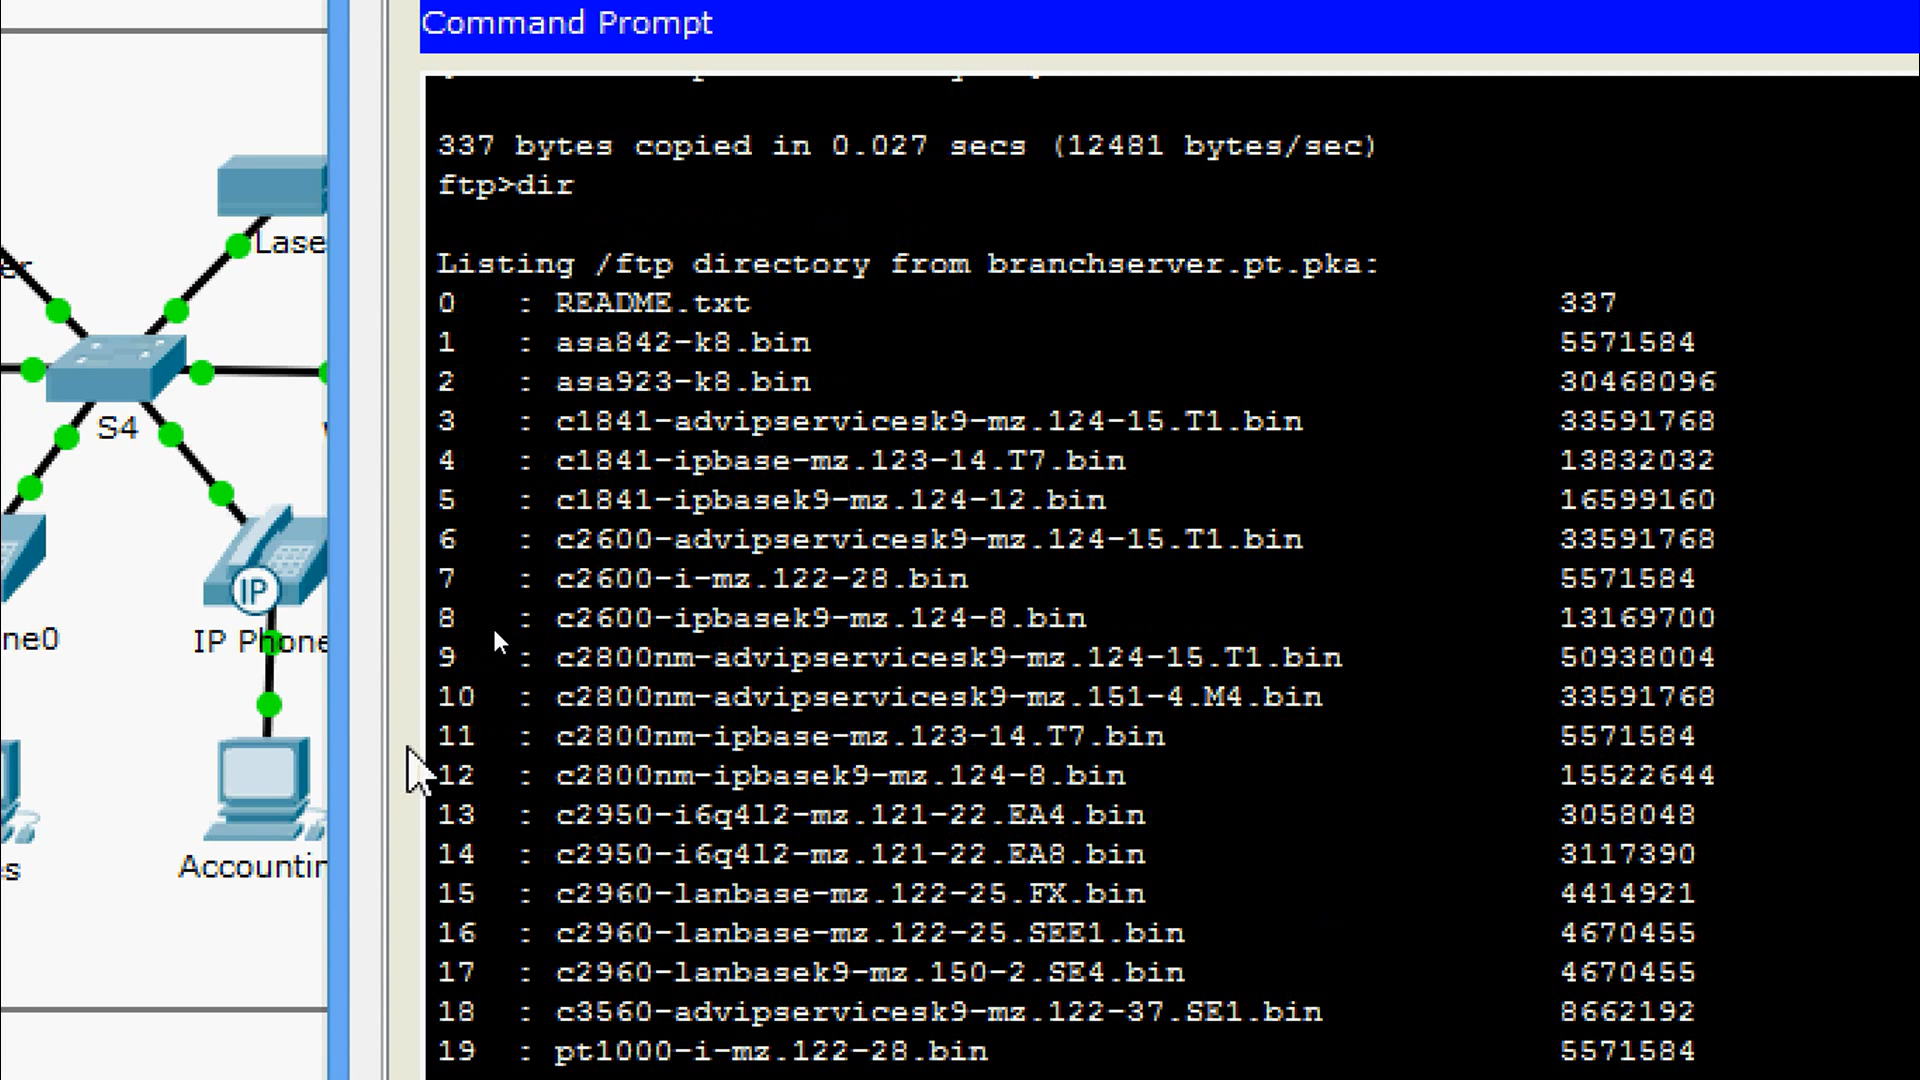 Command Prompt
337 bytes copied in 0.027 secs (12481 bytes/sec)
ftp>dir
Listing /ftp directory from branchserver.pt.pka:
0 : README.txt 337
1 : asa842-k8.bin 5571584
2 : asa923-k8.bin 30468096
3 : c1841-advipservicesk9-mz.124-15.T1.bin 33591768
4 : c1841-ipbase-mz.123-14.T7.bin 13832032
5 : c1841-ipbasek9-mz.124-12.bin 16599160
6 : c2600-advipservicesk9-mz.124-15.T1.bin 33591768
7 : c2600-i-mz.122-28.bin 5571584
8 : c2600-ipbasek9-mz.124-8.bin 13169700
9 : c2800nm-advipservicesk9-mz.124-15.T1.bin 50938004
10 : c2800nm-advipservicesk9-mz.151-4.M4.bin 33591768
11 : c2800nm-ipbase-mz.123-14.T7.bin 5571584
12 : c2800nm-ipbasek9-mz.124-8.bin 15522644
13 : c2950-i6q4l2-mz.121-22.EA4.bin 3058048
14 : c2950-i6q4l2-mz.121-22.EA8.bin 3117390
15 : c2960-lanbase-mz.122-25.FX.bin 4414921
16 : c2960-lanbase-mz.122-25.SEE1.bin 4670455
17 : c2960-lanbasek9-mz.150-2.SE4.bin 4670455
18 : c3560-advipservicesk9-mz.122-37.SE1.bin 8662192
19 : pt1000-i-mz.122-28.bin 5571584
Lase
er
S4
ne0
IP Phone
IP
Accountin
s